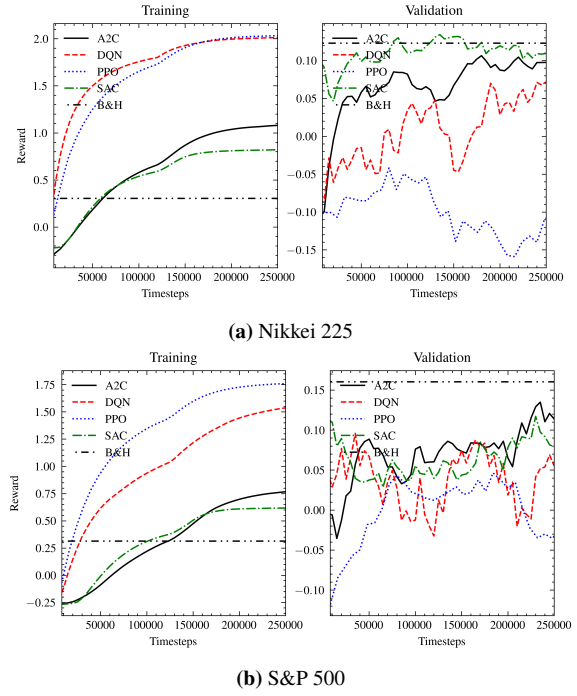 Training
Validation
Reward
2.0
1.5
1.0
0.5
0.0
A2C
DQN
PPO
SAC
B&H
50000 100000 150000 200000 250000
Timesteps
0.10
0.05
0.00
−0.05
−0.10
−0.15
A2C
DQN
PPO
SAC
B&H
50000 100000 150000 200000 250000
Timesteps
(a) Nikkei 225
Training
Validation
Reward
1.75
1.50
1.25
1.00
0.75
0.50
0.25
0.00
−0.25
A2C
DQN
PPO
SAC
B&H
50000 100000 150000 200000 250000
Timesteps
0.15
0.10
0.05
0.00
−0.05
−0.10
A2C
DQN
PPO
SAC
B&H
50000 100000 150000 200000 250000
Timesteps
(b) S&P 500